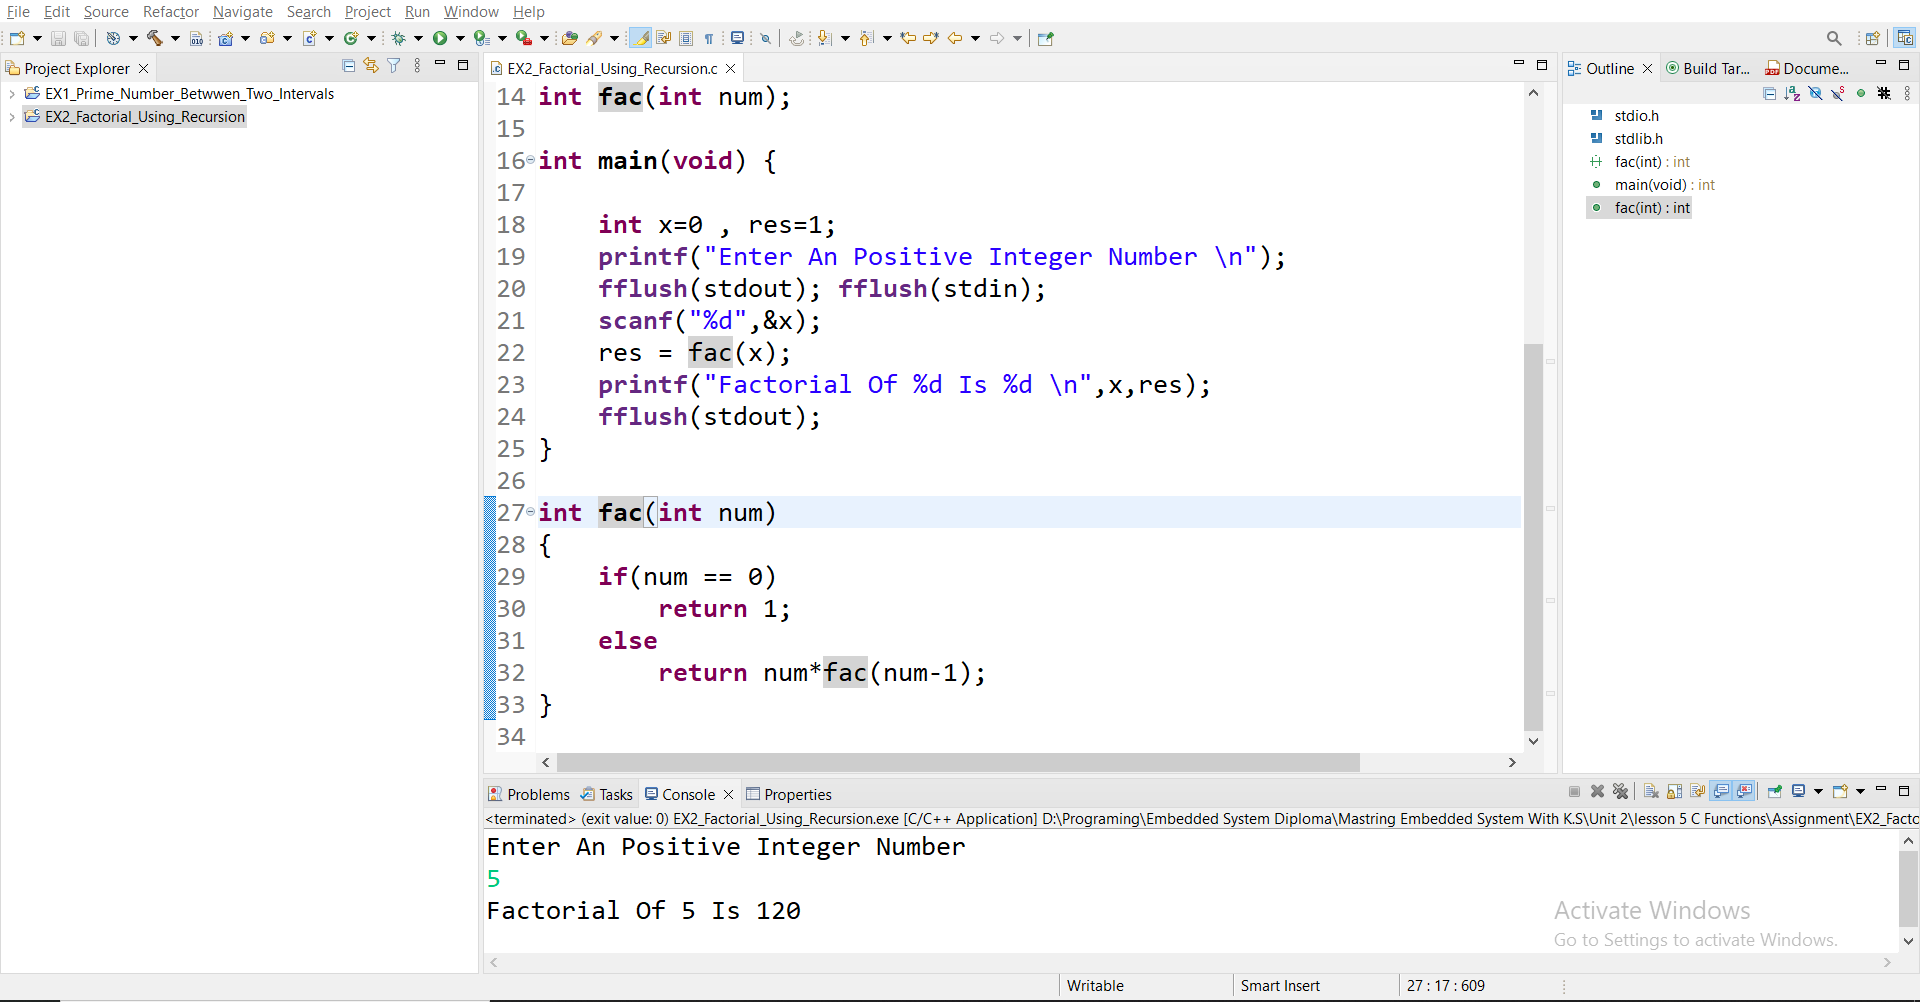 File Edit Source Refactor Navigate Search Project Run Window Help
Project Explorer
EX1_Prime_Number_Betwwen_Two_Intervals
EX2_Factorial_Using_Recursion
EX2_Factorial_Using_Recursion.c
14 int fac(int num);
15
16 int main(void) {
17
18 int x=0 , res=1;
19 printf("Enter An Positive Integer Number \n");
20 fflush(stdout); fflush(stdin);
21 scanf("%d",&x);
22 res = fac(x);
23 printf("Factorial Of %d Is %d \n",x,res);
24 fflush(stdout);
25 }
26
27 int fac(int num)
28 {
29 if(num == 0)
30 return 1;
31 else
32 return num*fac(num-1);
33 }
34
Outline Build Tar... Docume...
stdio.h
stdlib.h
fac(int) : int
main(void) : int
fac(int) : int
Problems Tasks Console Properties
<terminated> (exit value: 0) EX2_Factorial_Using_Recursion.exe [C/C++ Application] D:\Programing\Embedded System Diploma\Mastring Embedded System With K.S\Unit 2\lesson 5 C Functions\Assignment\EX2_Facto
Enter An Positive Integer Number
5
Factorial Of 5 Is 120
Activate Windows
Go to Settings to activate Windows.
Writable Smart Insert 27 : 17 : 609